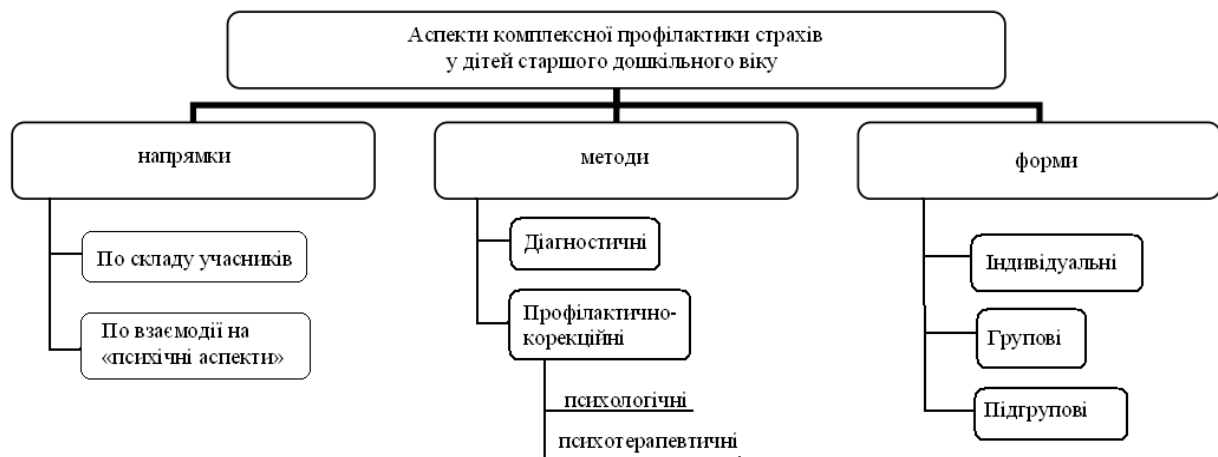 Аспекти комплексної профілактики страхів
у дітей старшого дошкільного віку
напрямки
методи
форми
По складу учасників
По взаємодії на
«психічні аспекти»
Діагностичні
Профілактично-
корекційні
психологічні
психотерапевтичні
Індивідуальні
Групові
Підгрупові